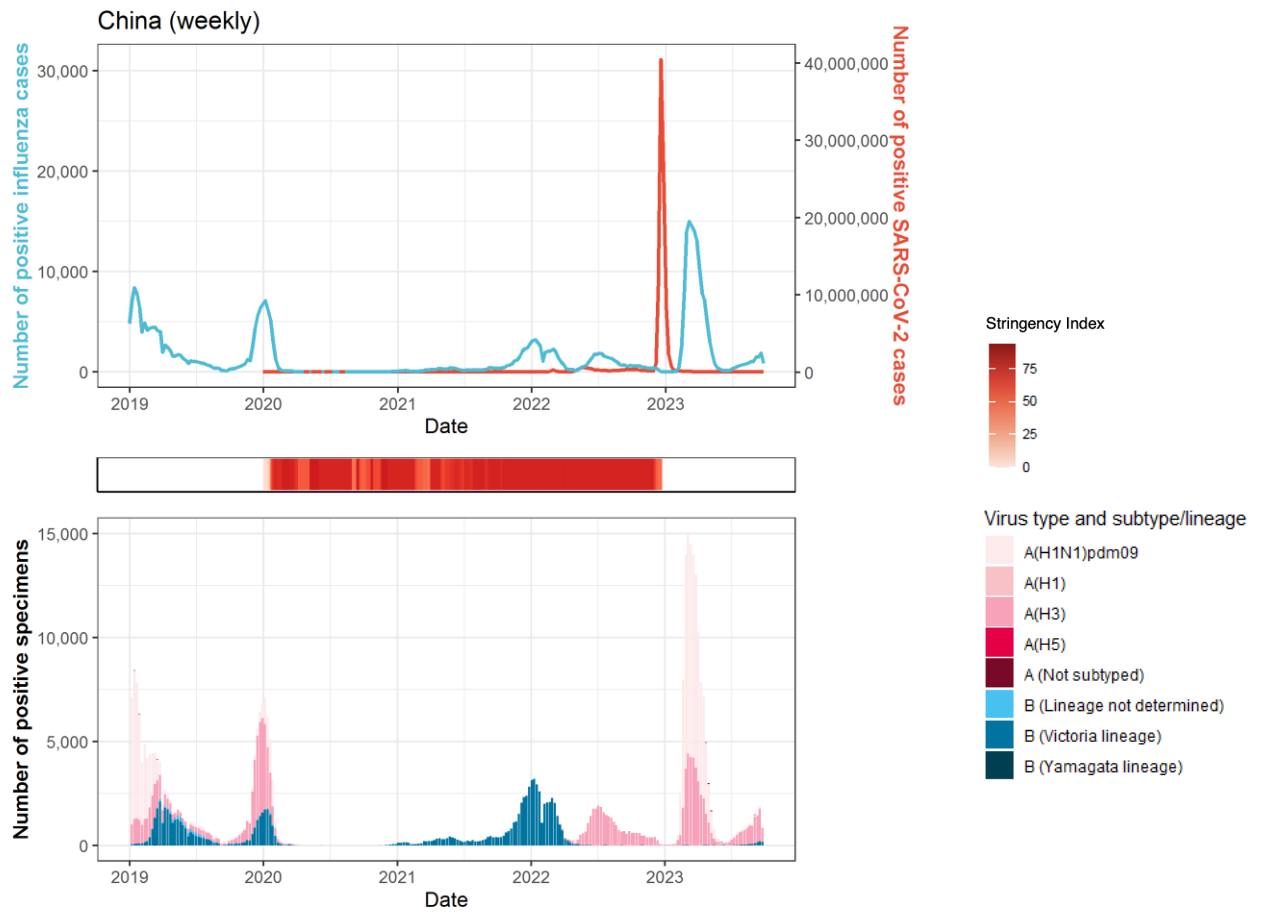 China (weekly)
Number of positive influenza cases
30,000
20,000
10,000
0
Number of positive SARS-CoV-2 cases
40,000,000
30,000,000
20,000,000
10,000,000
0
2019 2020 2021 2022 2023
Date
Stringency Index
75
50
25
0
Number of positive specimens
15,000
10,000
5,000
0
2019 2020 2021 2022 2023
Date
Virus type and subtype/lineage
A(H1N1)pdm09
A(H1)
A(H3)
A(H5)
A (Not subtyped)
B (Lineage not determined)
B (Victoria lineage)
B (Yamagata lineage)